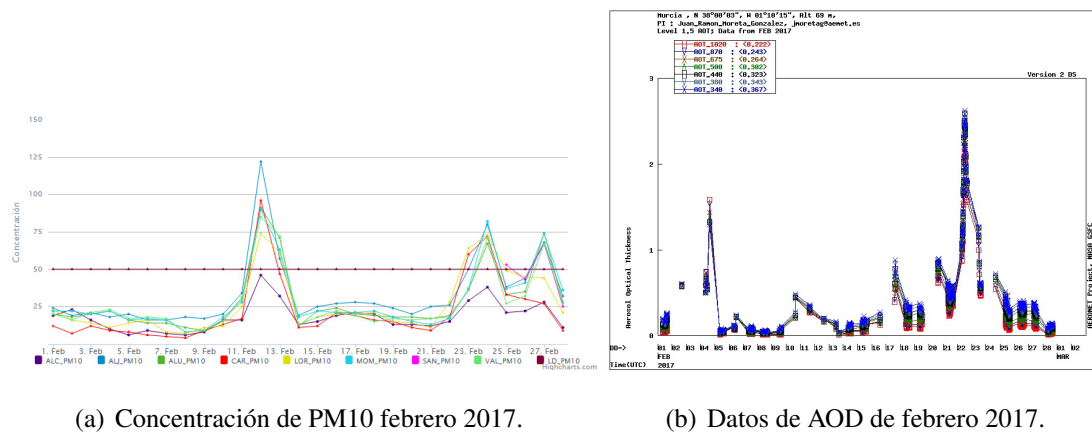 Murcia , N 38°00'03", W 01°10'15", Alt 69 m,
PI : Juan_Ramon_Moreta_Gonzalez, jmoretag@aemet.es
Level 1.5 AOT; Data from FEB 2017
AOT_1020 : <0.222>
AOT_870 : <0.243>
AOT_675 : <0.264>
AOT_500 : <0.302>
AOT_440 : <0.323>
AOT_380 : <0.343>
AOT_340 : <0.367>
Version 2 DS
3
2
1
0
Aerosol Optical Thickness
AERONET Project, NASA GSFC
DD-> 01 02 03 04 05 06 07 08 09 10 11 12 13 14 15 16 17 18 19 20 21 22 23 24 25 26 27 28 01 02
FEB MAR
Time(UTC) 2017
150
125
100
75
50
25
0
Concentración
1. Feb 3. Feb 5. Feb 7. Feb 9. Feb 11. Feb 13. Feb 15. Feb 17. Feb 19. Feb 21. Feb 23. Feb 25. Feb 27. Feb
ALC_PM10 ALJ_PM10 ALU_PM10 CAR_PM10 LOR_PM10 MOM_PM10 SAN_PM10 VAL_PM10 LD_PM10
Highcharts.com
(a) Concentración de PM10 febrero 2017.
(b) Datos de AOD de febrero 2017.